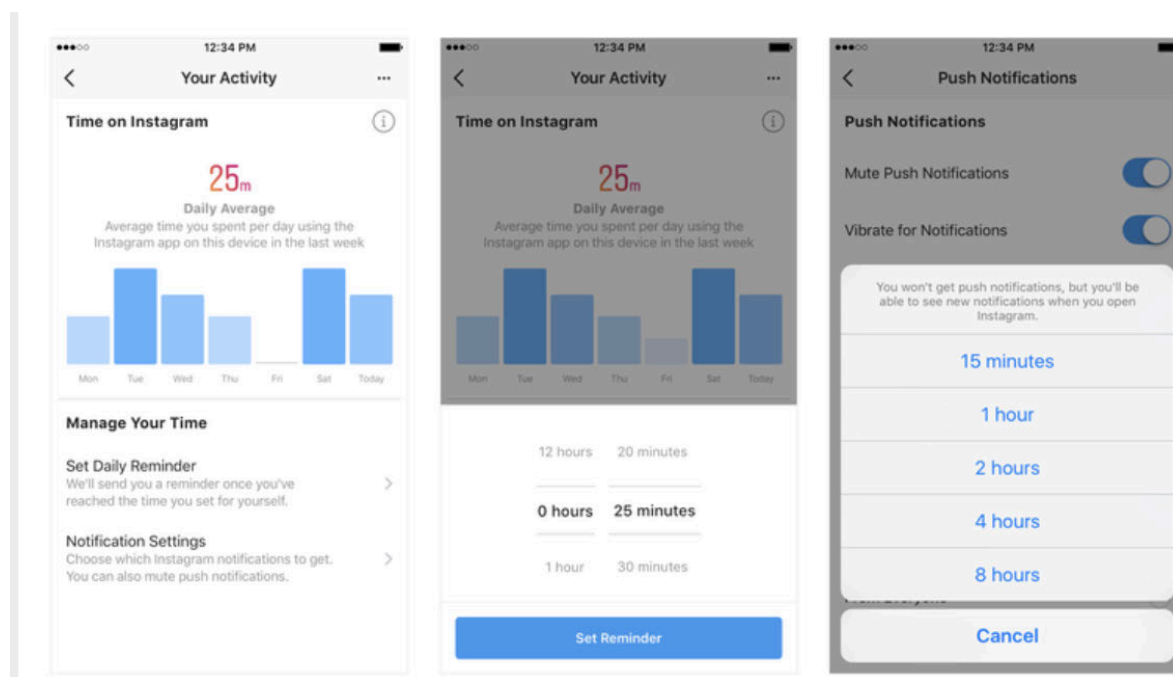 12:34 PM
Your Activity
Time on Instagram
25m
Daily Average
Average time you spent per day using the
Instagram app on this device in the last week
Mon Tue Wed Thu Fri Sat Today
Manage Your Time
Set Daily Reminder
We'll send you a reminder once you've
reached the time you set for yourself.
Notification Settings
Choose which Instagram notifications to get.
You can also mute push notifications.
12:34 PM
Your Activity
Time on Instagram
25m
Daily Average
Average time you spent per day using the
Instagram app on this device in the last week
Mon Tue Wed Thu Fri Sat Today
12 hours 20 minutes
0 hours 25 minutes
1 hour 30 minutes
Set Reminder
12:34 PM
Push Notifications
Push Notifications
Mute Push Notifications
Vibrate for Notifications
You won't get push notifications, but you'll be
able to see new notifications when you open
Instagram.
15 minutes
1 hour
2 hours
4 hours
8 hours
Cancel